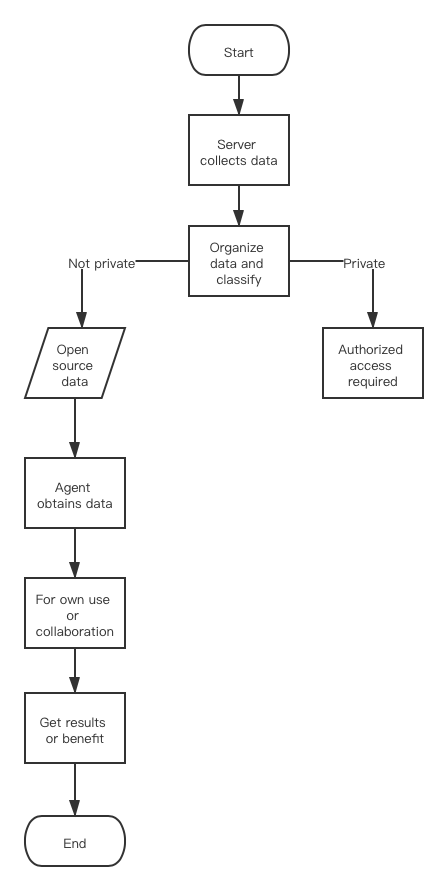 Start
Server
collects data
Organize
data and
classify
Not private
Private
Open
source
data
Authorized
access
required
Agent
obtains data
For own use
or
collaboration
Get results
or benefit
End